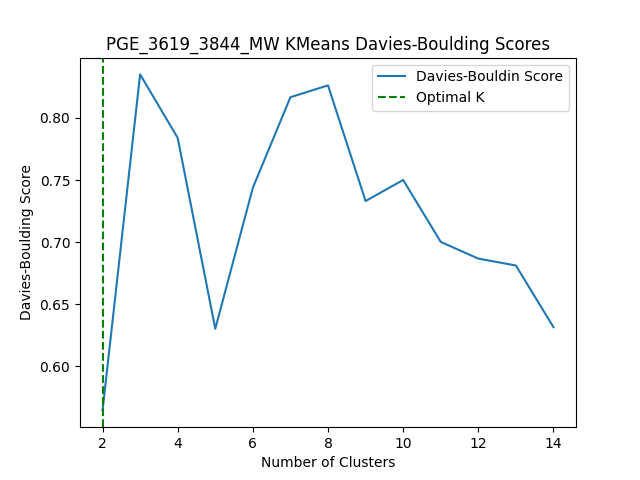 PGE_3619_3844_MW KMeans Davies-Boulding Scores
Davies-Bouldin Score
Optimal K
Davies-Boulding Score
0.80
0.75
0.70
0.65
0.60
2 4 6 8 10 12 14
Number of Clusters